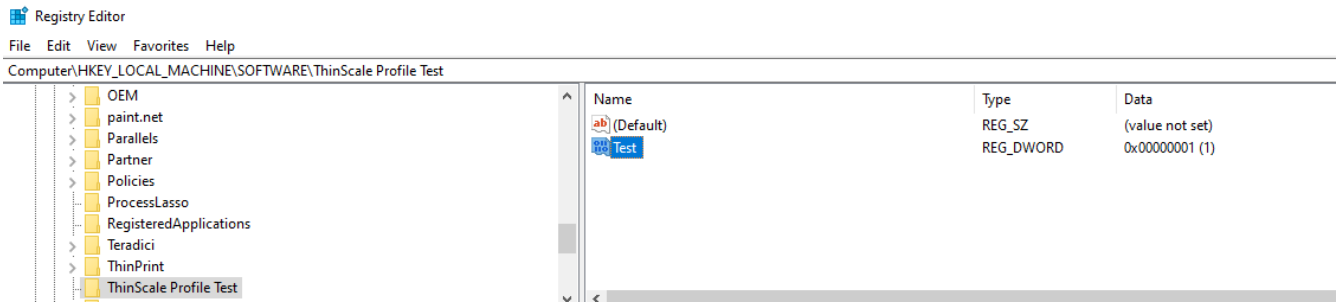 Registry Editor
File Edit View Favorites Help
Computer\HKEY_LOCAL_MACHINE\SOFTWARE\ThinScale Profile Test
OEM
paint.net
Parallels
Partner
Policies
ProcessLasso
RegisteredApplications
Teradici
ThinPrint
ThinScale Profile Test
Name Type Data
ab (Default) REG_SZ (value not set)
Test REG_DWORD 0x00000001 (1)